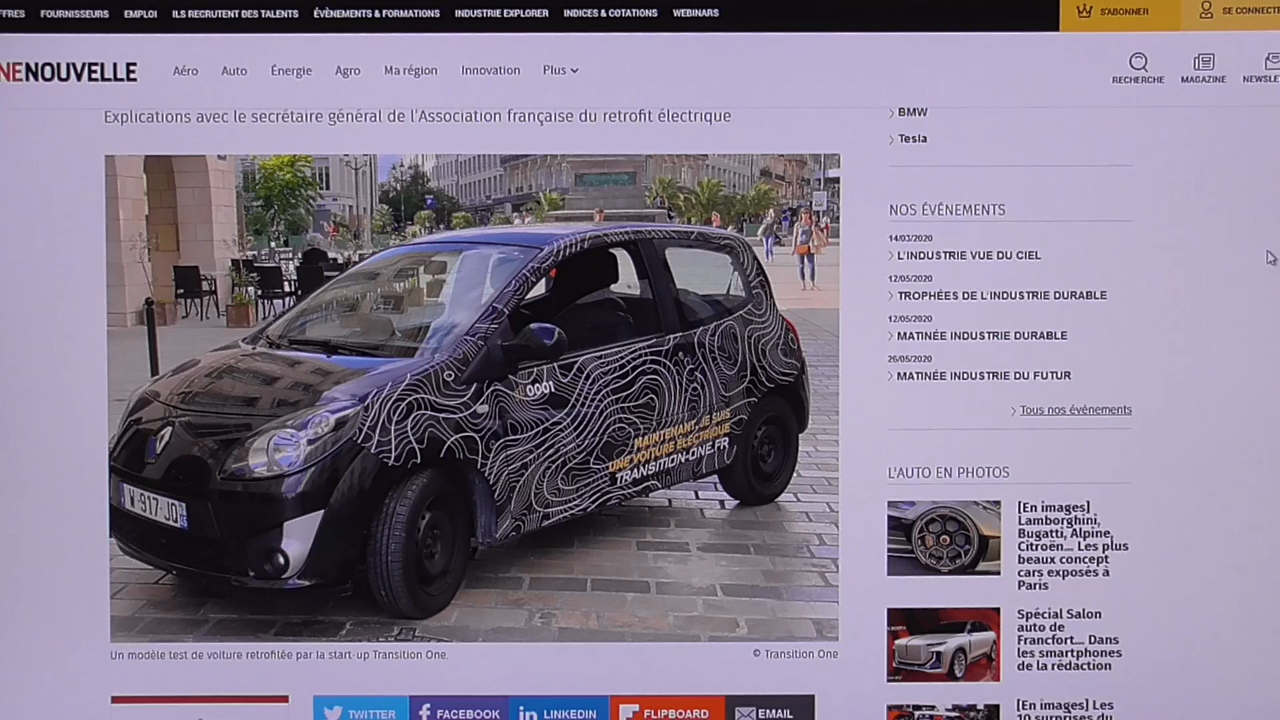 FFRES FOURNISSEURS EMPLOI ILS RECRUTENT DES TALENTS ÉVÈNEMENTS & FORMATIONS INDUSTRIE EXPLORER INDICES & COTATIONS WEBINARS S'ABONNER SE CONNECTE
NENOUVELLE Aéro Auto Énergie Agro Ma région Innovation Plus RECHERCHE MAGAZINE NEWSLE
Explications avec le secrétaire général de l'Association française du retrofit électrique
0001
MAINTENANT, JE SUIS
UNE VOITURE ÉLECTRIQUE
TRANSITION-ONE.FR
W-917-JQ
Un modèle test de voiture retrofilée par la start-up Transition One. © Transition One
TWITTER FACEBOOK LINKEDIN FLIPBOARD EMAIL
BMW
Tesla
NOS ÉVÉNEMENTS
14/03/2020
L'INDUSTRIE VUE DU CIEL
12/05/2020
TROPHÉES DE L'INDUSTRIE DURABLE
12/05/2020
MATINÉE INDUSTRIE DURABLE
26/05/2020
MATINÉE INDUSTRIE DU FUTUR
Tous nos événements
L'AUTO EN PHOTOS
[En images]
Lamborghini,
Bugatti, Alpine,
Citroën... Les plus
beaux concept
cars exposés à
Paris
Spécial Salon
auto de
Francfort... Dans
les smartphones
de la rédaction
[En images] Les
10 surprises du